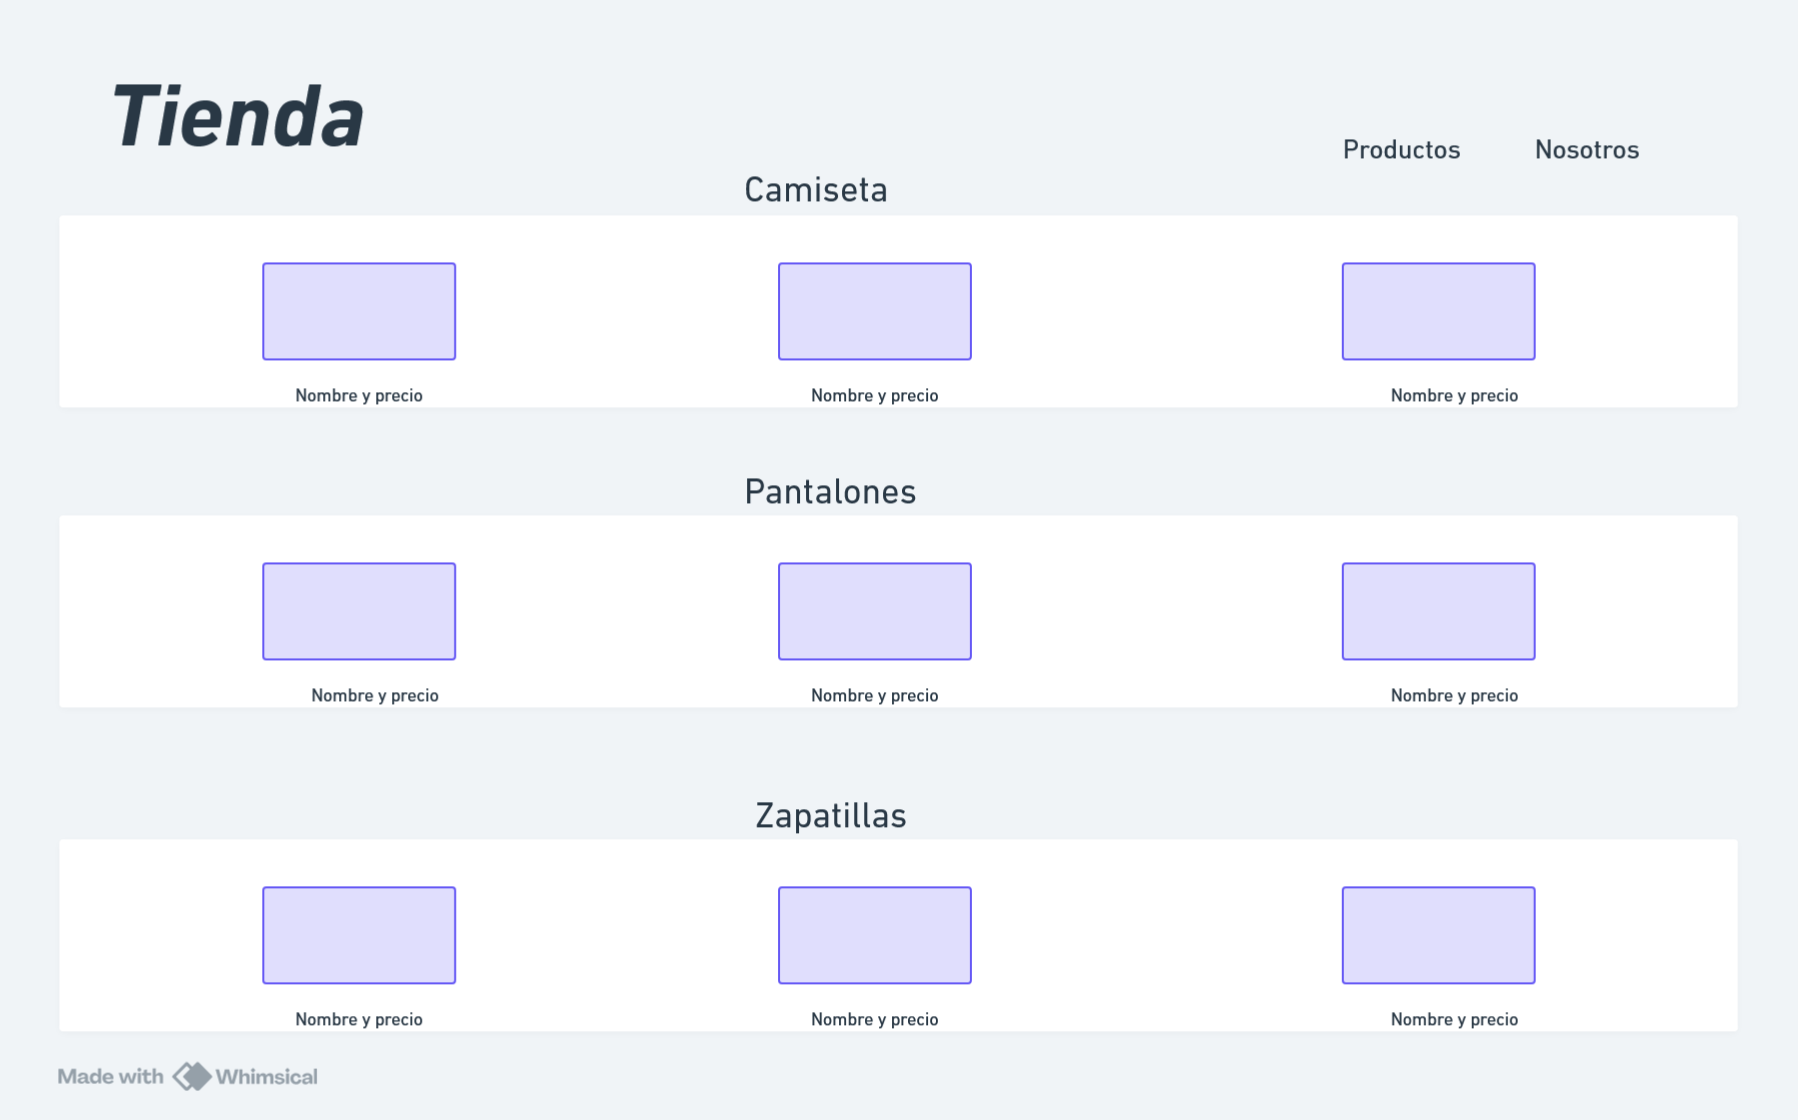 Tienda
Productos Nosotros
Camiseta
Nombre y precio Nombre y precio Nombre y precio
Pantalones
Nombre y precio Nombre y precio Nombre y precio
Zapatillas
Nombre y precio Nombre y precio Nombre y precio
Made with Whimsical